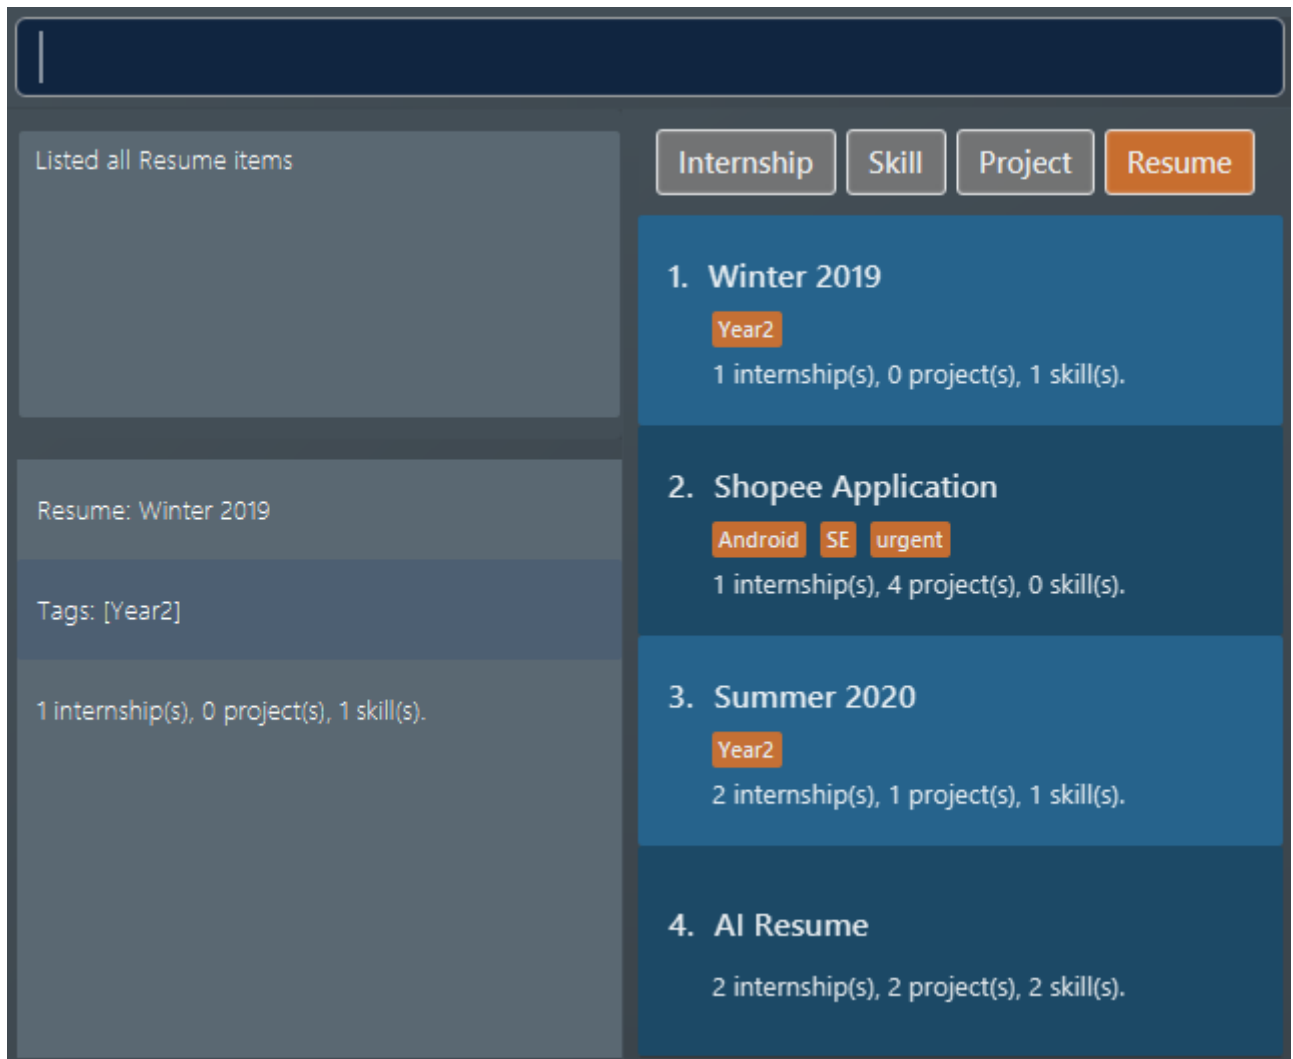 Listed all Resume items
Resume: Winter 2019
Tags: [Year2]
1 internship(s), 0 project(s), 1 skill(s).
Internship Skill Project Resume
1. Winter 2019
Year2
1 internship(s), 0 project(s), 1 skill(s).
2. Shopee Application
Android SE urgent
1 internship(s), 4 project(s), 0 skill(s).
3. Summer 2020
Year2
2 internship(s), 1 project(s), 1 skill(s).
4. AI Resume
2 internship(s), 2 project(s), 2 skill(s).